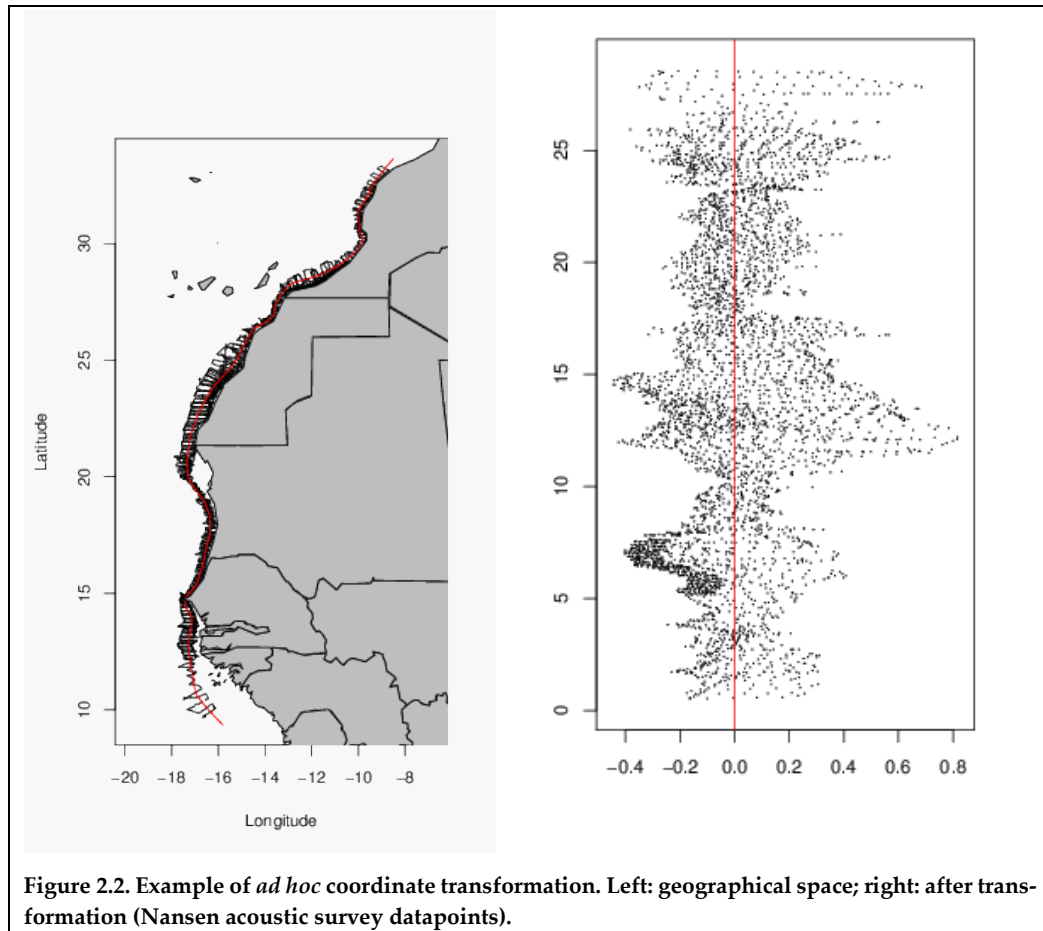 30
25
20
15
10
Latitude
−20 −18 −16 −14 −12 −10 −8
Longitude
25
20
15
10
5
0
−0.4 −0.2 0.0 0.2 0.4 0.6 0.8
Figure 2.2. Example of ad hoc coordinate transformation. Left: geographical space; right: after trans-
formation (Nansen acoustic survey datapoints).